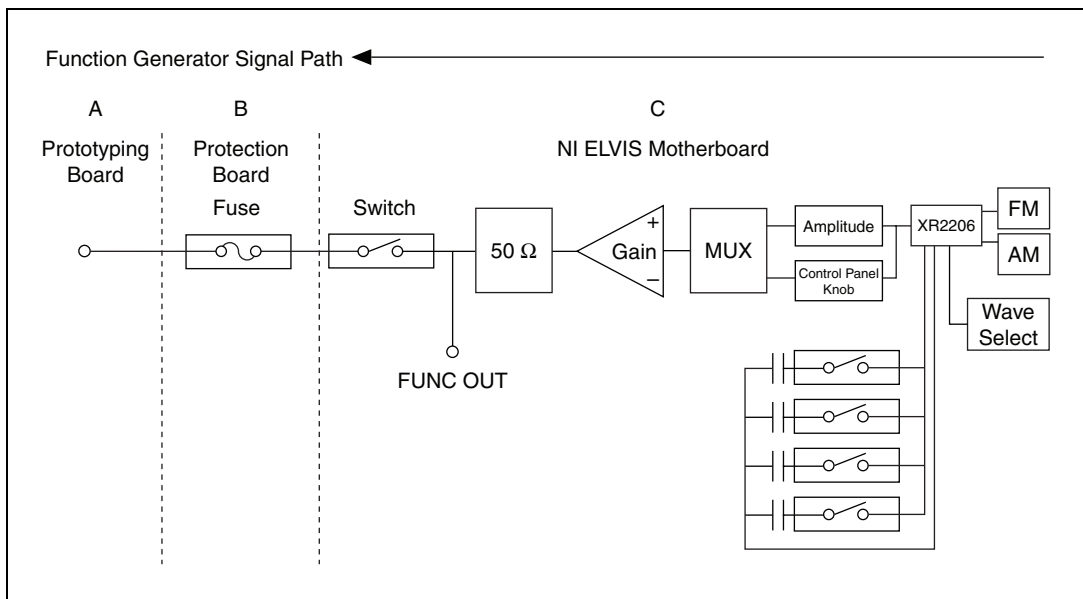 Function Generator Signal Path
A
B
C
Prototyping
Board
Protection
Board
NI ELVIS Motherboard
Fuse
Switch
50 Ω
+
Gain
−
MUX
Amplitude
Control Panel
Knob
XR2206
FM
AM
Wave
Select
FUNC OUT